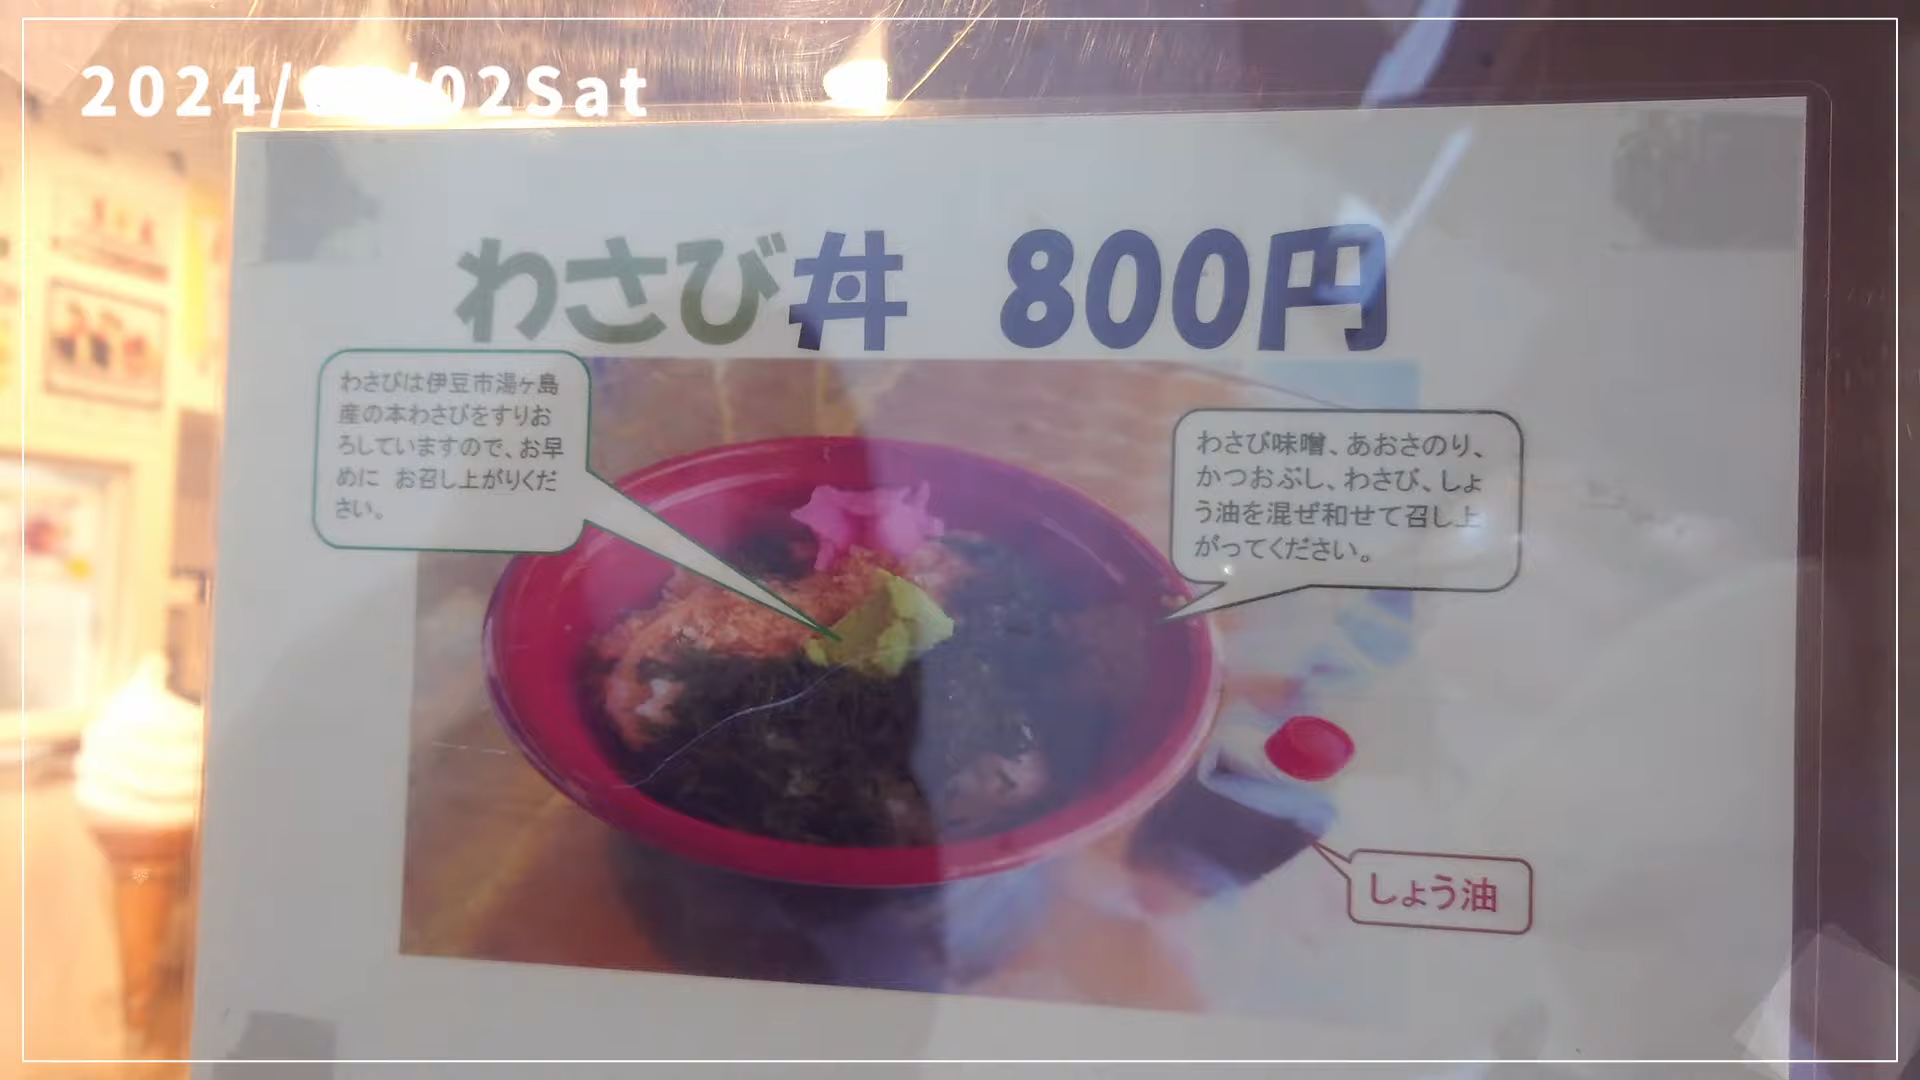 2024/ /02Sat
わさび丼 800円
わさびは伊豆市湯ヶ島
産の本わさびをすりお
ろしていますので、お早
めに お召し上がりくだ
さい。
わさび味噌、あおさのり、
かつおぶし、わさび、しょ
う油を混ぜ和せて召し上
がってください。
しょう油